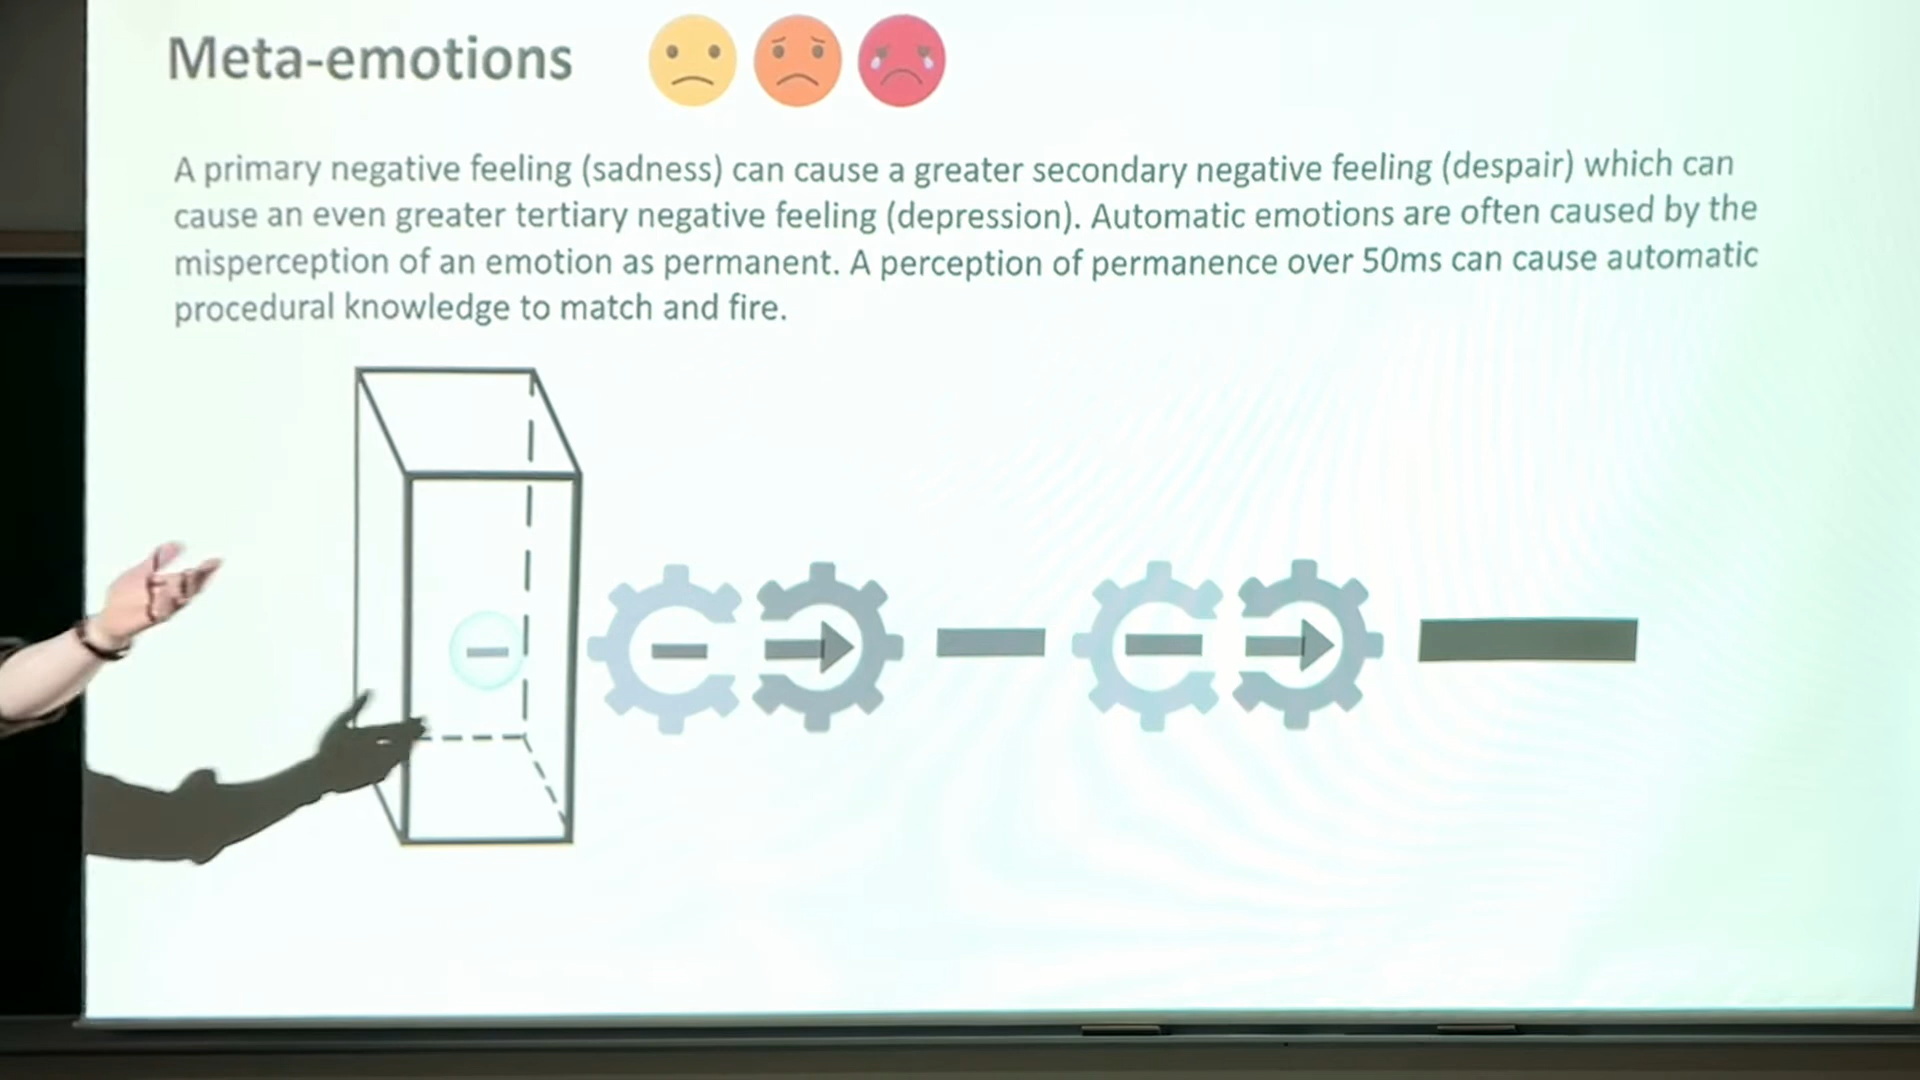 Meta-emotions
A primary negative feeling (sadness) can cause a greater secondary negative feeling (despair) which can
cause an even greater tertiary negative feeling (depression). Automatic emotions are often caused by the
misperception of an emotion as permanent. A perception of permanence over 50ms can cause automatic
procedural knowledge to match and fire.